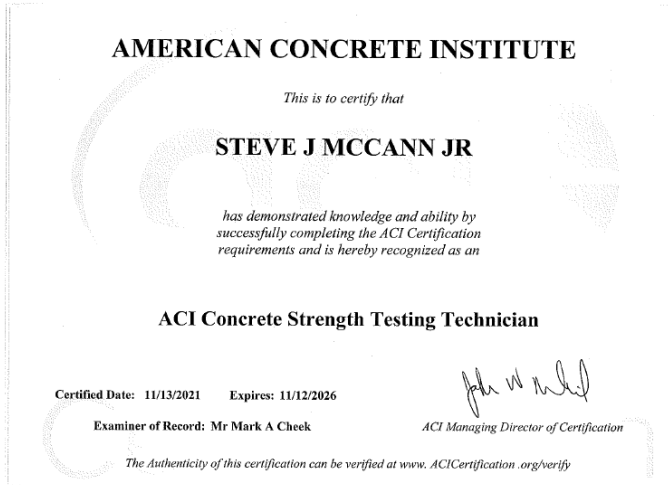 AMERICAN CONCRETE INSTITUTE
This is to certify that
STEVE J MCCANN JR
has demonstrated knowledge and ability by
successfully completing the ACI Certification
requirements and is hereby recognized as an
ACI Concrete Strength Testing Technician
Certified Date: 11/13/2021 Expires: 11/12/2026
Examiner of Record: Mr Mark A Cheek
ACI Managing Director of Certification
The Authenticity of this certification can be verified at www. ACICertification .org/verify